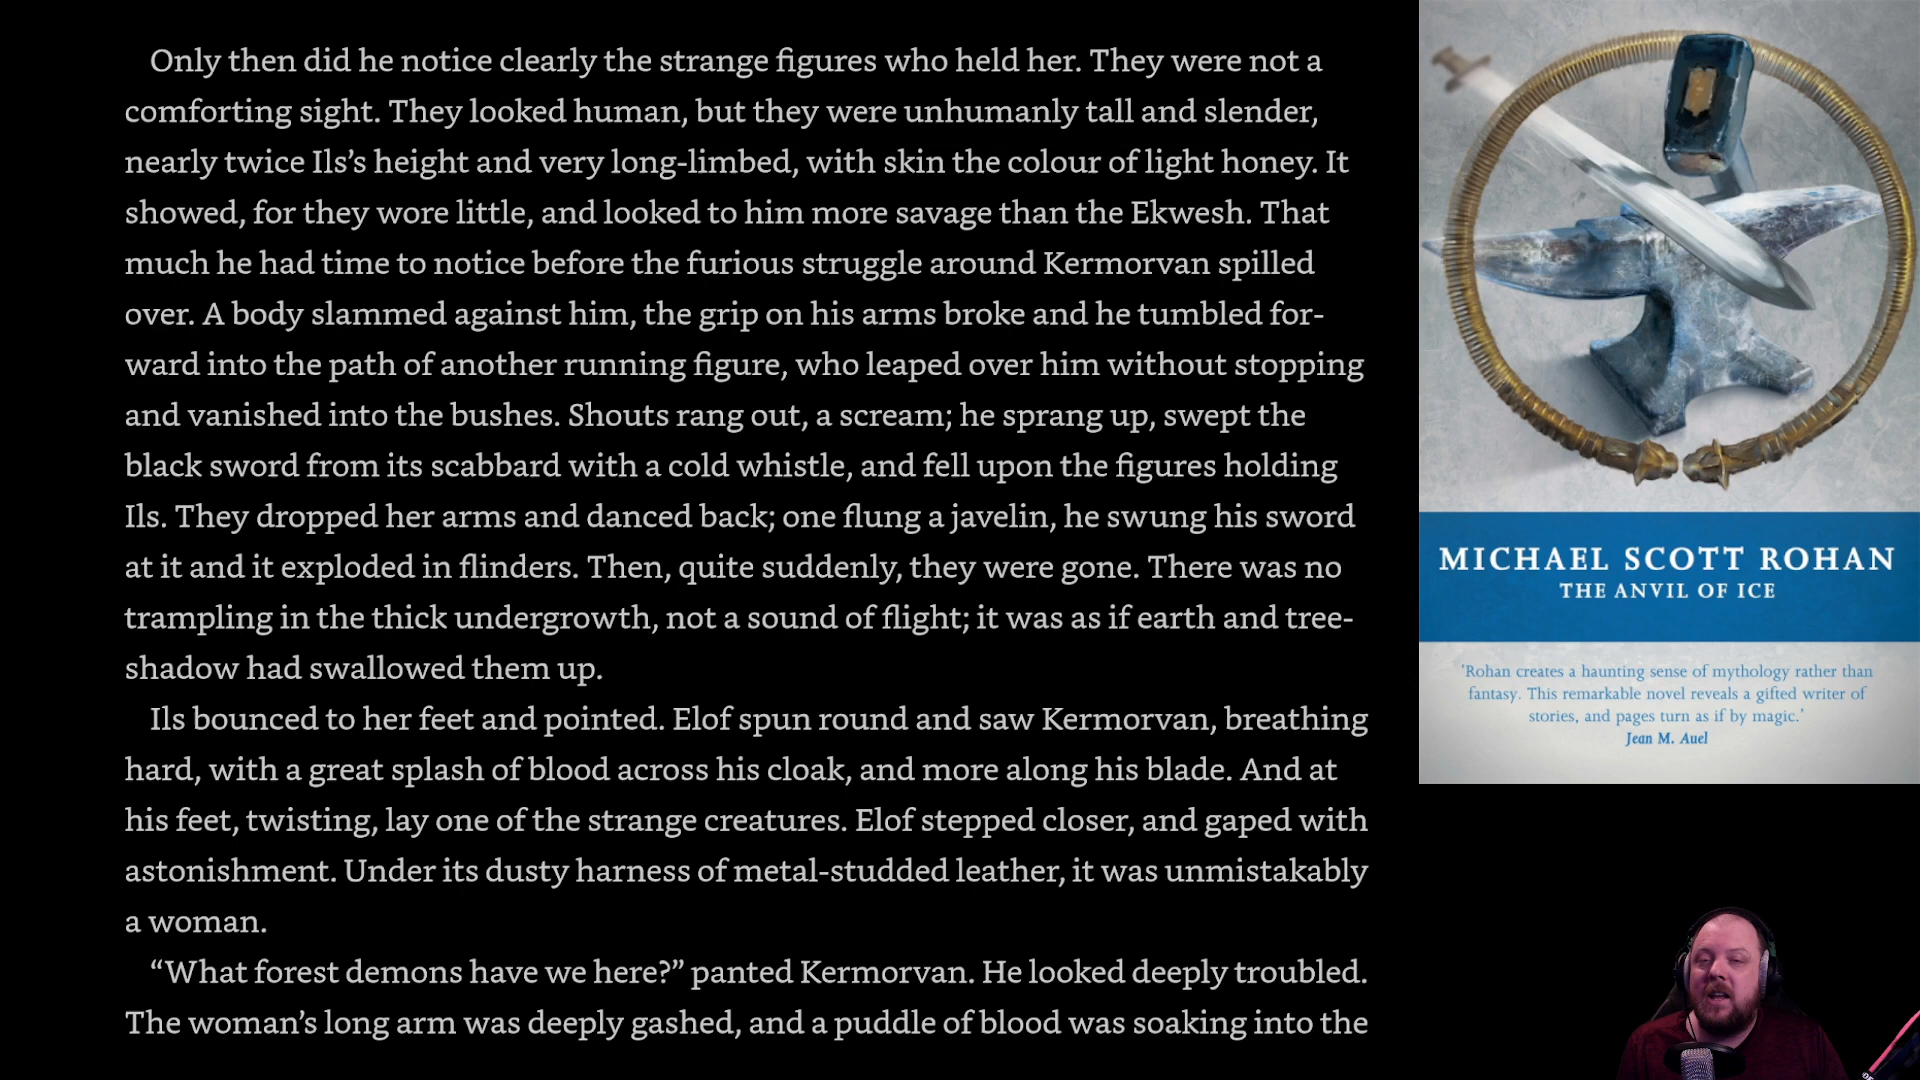 Only then did he notice clearly the strange figures who held her. They were not a
comforting sight. They looked human, but they were unhumanly tall and slender,
nearly twice Ils’s height and very long-limbed, with skin the colour of light honey. It
showed, for they wore little, and looked to him more savage than the Ekwesh. That
much he had time to notice before the furious struggle around Kermorvan spilled
over. A body slammed against him, the grip on his arms broke and he tumbled for-
ward into the path of another running figure, who leaped over him without stopping
and vanished into the bushes. Shouts rang out, a scream; he sprang up, swept the
black sword from its scabbard with a cold whistle, and fell upon the figures holding
Ils. They dropped her arms and danced back; one flung a javelin, he swung his sword
at it and it exploded in flinders. Then, quite suddenly, they were gone. There was no
trampling in the thick undergrowth, not a sound of flight; it was as if earth and tree-
shadow had swallowed them up.
Ils bounced to her feet and pointed. Elof spun round and saw Kermorvan, breathing
hard, with a great splash of blood across his cloak, and more along his blade. And at
his feet, twisting, lay one of the strange creatures. Elof stepped closer, and gaped with
astonishment. Under its dusty harness of metal-studded leather, it was unmistakably
a woman.
“What forest demons have we here?” panted Kermorvan. He looked deeply troubled.
The woman’s long arm was deeply gashed, and a puddle of blood was soaking into the
MICHAEL SCOTT ROHAN
THE ANVIL OF ICE
‘Rohan creates a haunting sense of mythology rather than
fantasy. This remarkable novel reveals a gifted writer of
stories, and pages turn as if by magic.’
Jean M. Auel